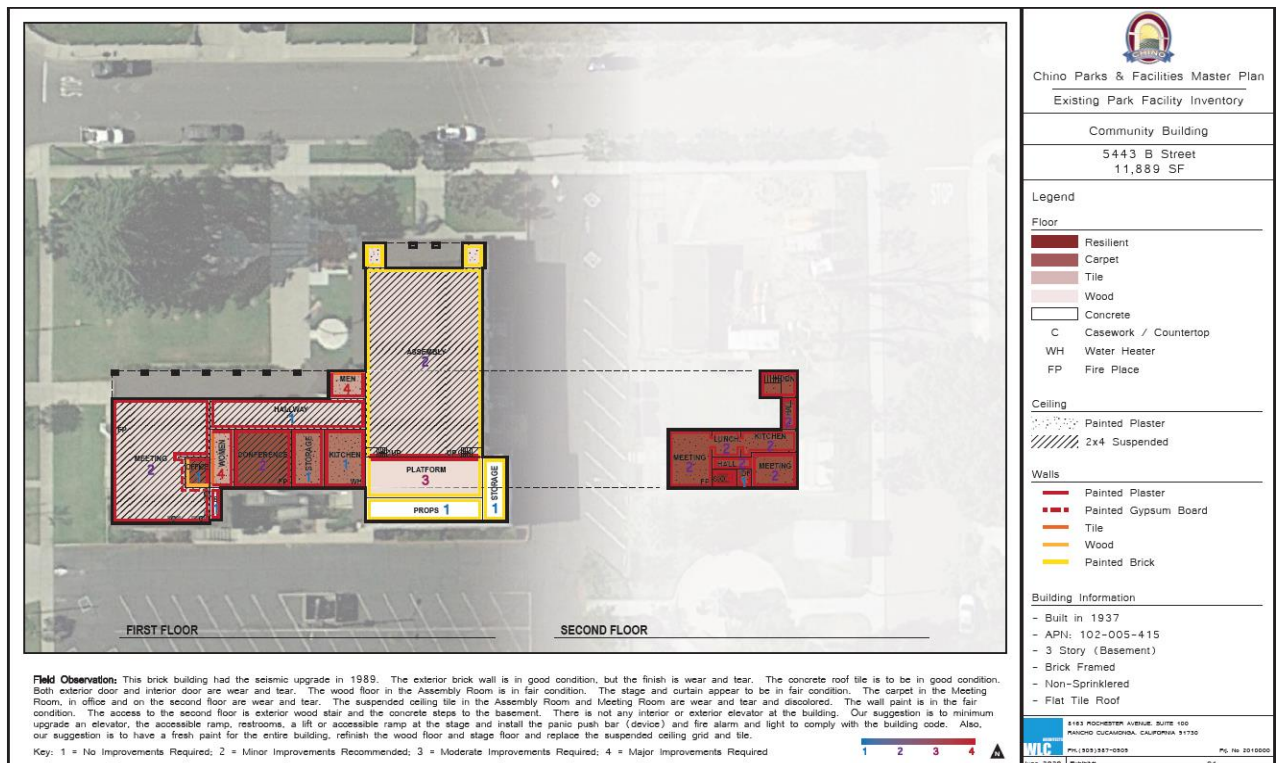 STOP
MEN
4
ASSEMBLY
2
HALLWAY
1
FP
MEETING
2
OFFICE
WOMEN
4
CONFERENCE
2
FP
STORAGE
1
KITCHEN
1
WH
UP
PLATFORM
3
PROPS 1
STORAGE
1
LUNCH
2
KITCHEN
2
MEETING
2
HALL 2
MEETING
2
FP
FIRST FLOOR
SECOND FLOOR
Field Observation: This brick building had the seismic upgrade in 1989. The exterior brick wall is in good condition, but the finish is wear and tear. The concrete roof tile is to be in good condition.
Both exterior door and interior door are wear and tear. The wood floor in the Assembly Room is in fair condition. The stage and curtain appear to be in fair condition. The carpet in the Meeting
Room, in office and on the second floor are wear and tear. The suspended ceiling tile in the Assembly Room and Meeting Room are wear and tear and discolored. The wall paint is in the fair
condition. The access to the second floor is exterior wood stair and the concrete steps to the basement. There is not any interior or exterior elevator at the building. Our suggestion is to minimum
upgrade an elevator, the accessible ramp, restrooms, a lift or accessible ramp at the stage and install the panic push bar (device) and fire alarm and light to comply with the building code. Also,
our suggestion is to have a fresh paint for the entire building, refinish the wood floor and stage floor and replace the suspended ceiling grid and tile.
Key: 1 = No Improvements Required; 2 = Minor Improvements Recommended; 3 = Moderate Improvements Required; 4 = Major Improvements Required
1 2 3 4
N
CHINO
Chino Parks & Facilities Master Plan
Existing Park Facility Inventory
Community Building
5443 B Street
11,889 SF
Legend
Floor
Resilient
Carpet
Tile
Wood
Concrete
C Casework / Countertop
WH Water Heater
FP Fire Place
Ceiling
Painted Plaster
2x4 Suspended
Walls
Painted Plaster
Painted Gypsum Board
Tile
Wood
Painted Brick
Building Information
- Built in 1937
- APN: 102-005-415
- 3 Story (Basement)
- Brick Framed
- Non-Sprinklered
- Flat Tile Roof
WLC
8163 ROCHESTER AVENUE, SUITE 100
RANCHO CUCAMONGA, CALIFORNIA 91730
PH.(909)987-0909 Prj. No 2010000